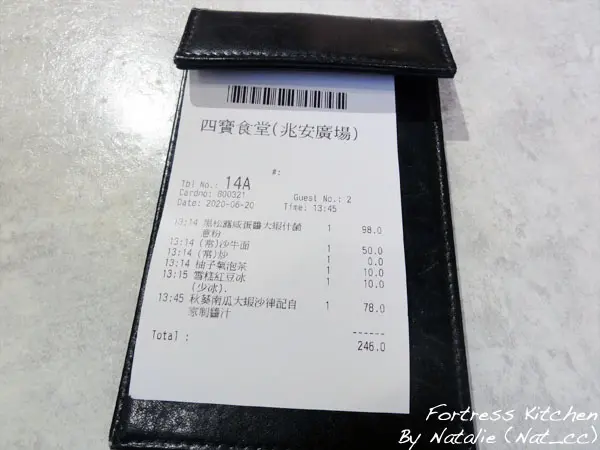 四寶食堂(兆安廣場)
#:
Tbl No.: 14A
Cardno: 800321
Guest No.: 2
Date: 2020-06-20
Time: 13:45
13:14 黑松露咸蛋醬大蝦什菌 1 98.0
意粉
13:14 (常)沙牛面 1 50.0
13:14 (常)炒 1 0.0
13:14 柚子氣泡茶 1 10.0
13:15 雪糕紅豆冰 1 10.0
(少冰).
13:45 秋葵南瓜大蝦沙律配自 1 78.0
家制醬汁
------
Total : 246.0
Fortress Kitchen
By Natalie (Nat_cc)